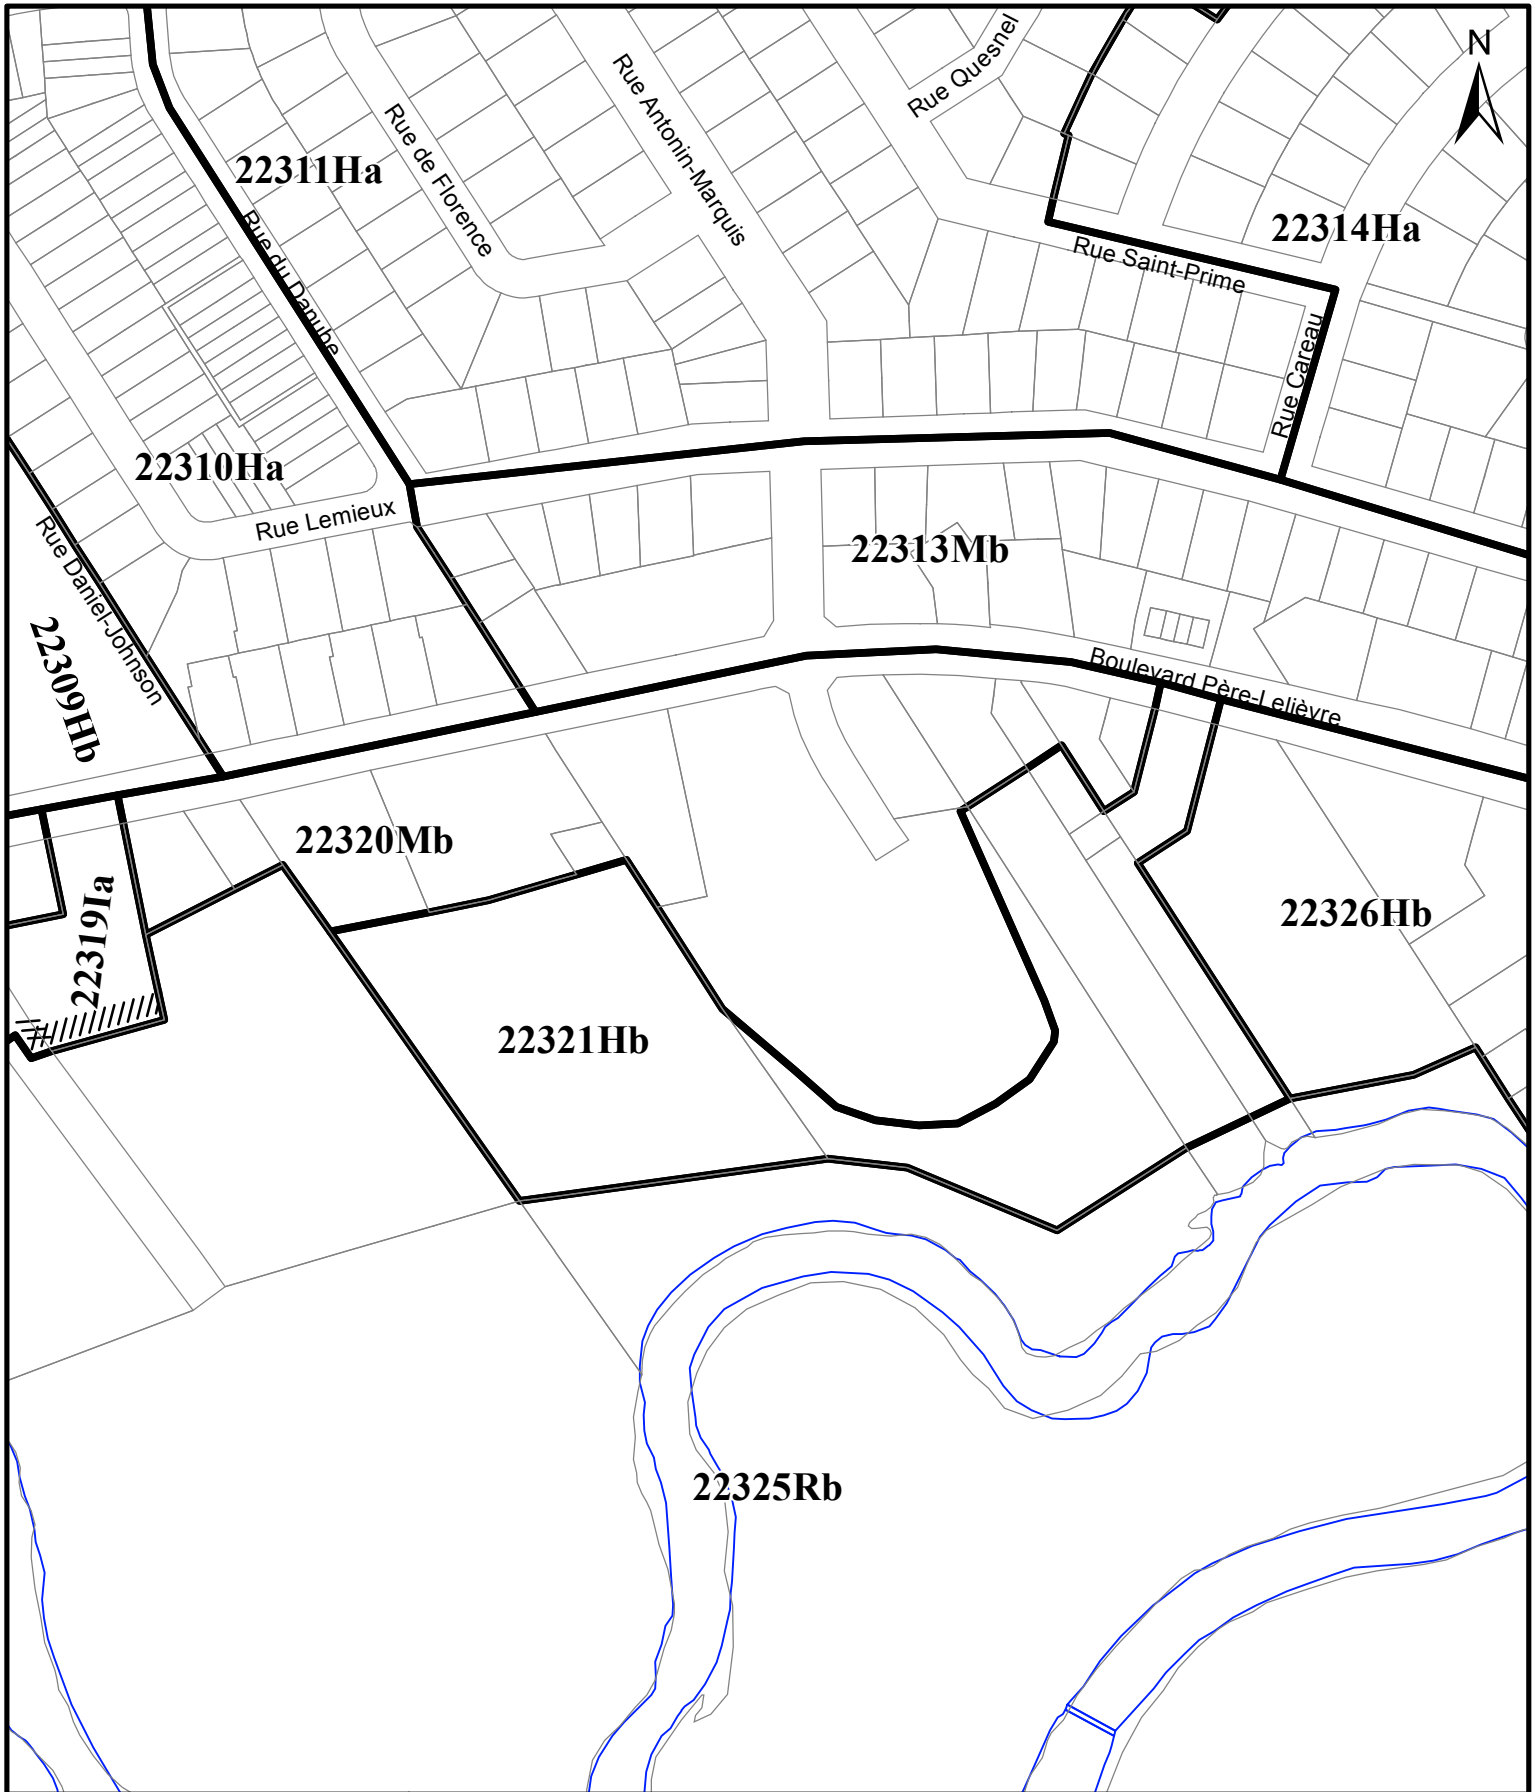 N
Rue Quesnel
Rue Antonin-Marquis
Rue de Florence
22311Ha
22314Ha
Rue du Danube
Rue Saint-Prime
Rue Careau
22310Ha
Rue Lemieux
22313Mb
Rue Daniel-Johnson
22309Hb
Boulevard Père-Lelièvre
22320Mb
22319Ia
22326Hb
22321Hb
22325Rb